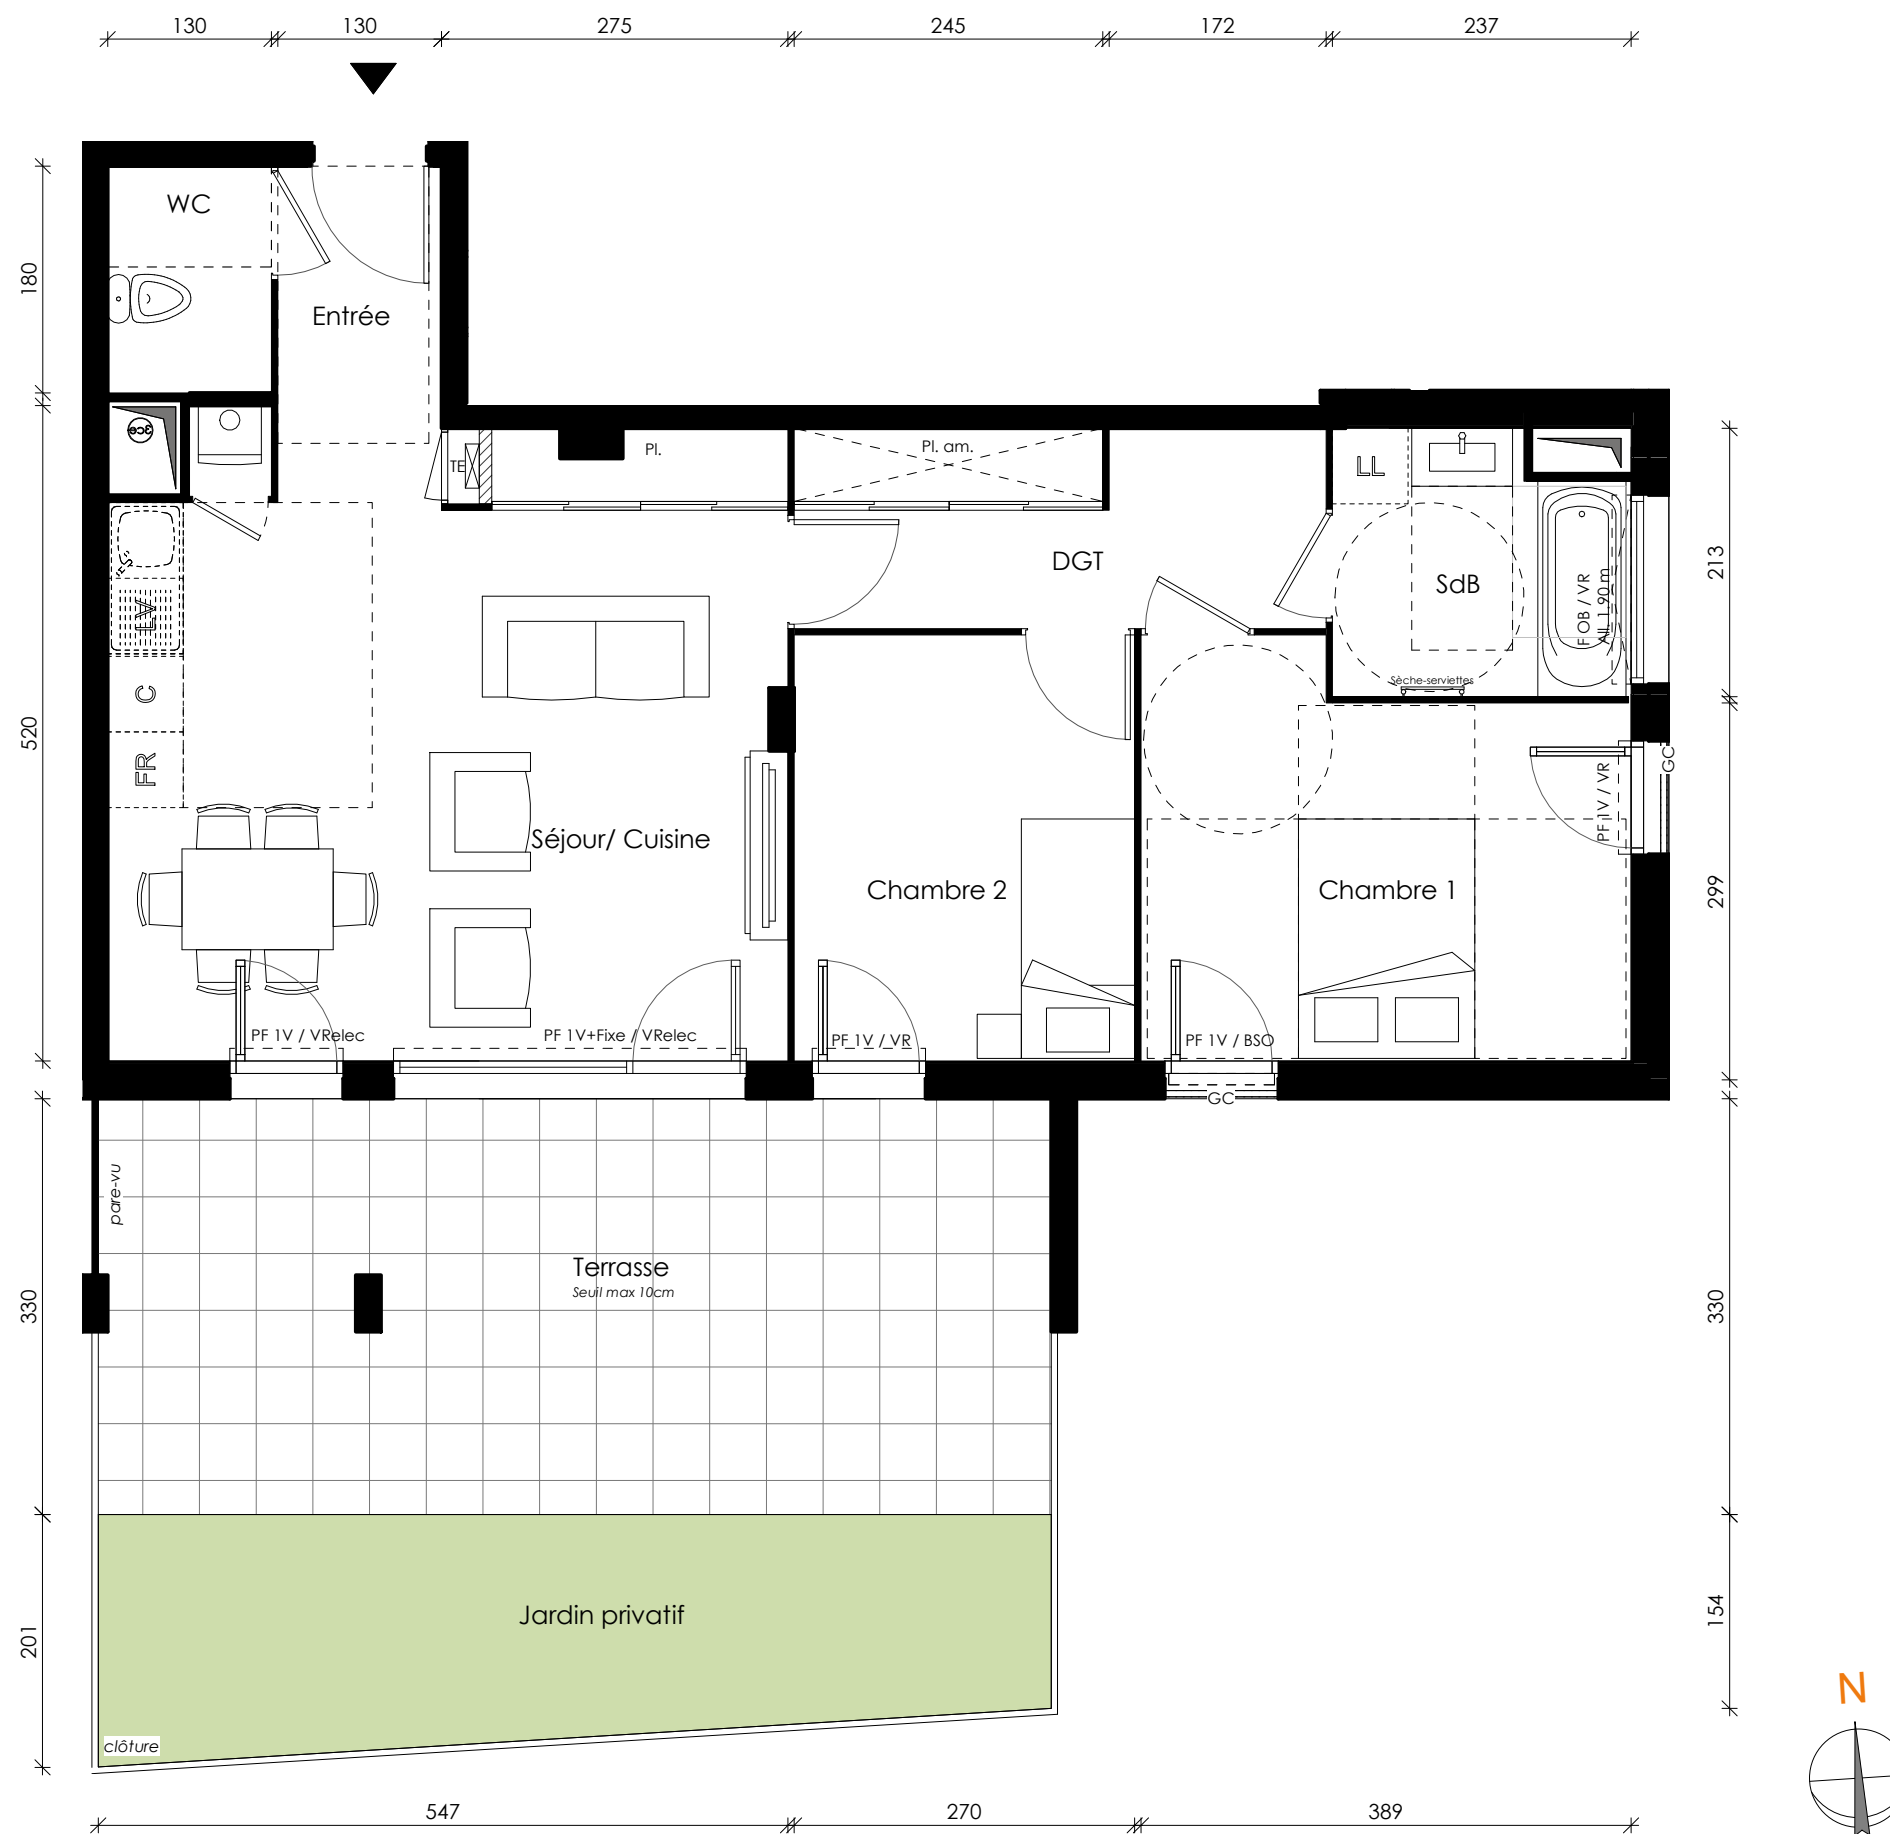 130 130 275 245 172 237
WC
180
Entrée
3ce
TE
Pl.
Pl. am.
LL
DGT
213
SdB
F OB / VR
All. 1.90 m
Sèche-serviettes
LV
C
FR
520
GC
PF 1V / VR
Séjour/ Cuisine
Chambre 2
Chambre 1
299
PF 1V / VRelec
PF 1V+Fixe / VRelec
PF 1V / VR
PF 1V / BSO
GC
pare-vu
Terrasse
Seuil max 10cm
330
330
Jardin privatif
201
154
clôture
N
547 270 389